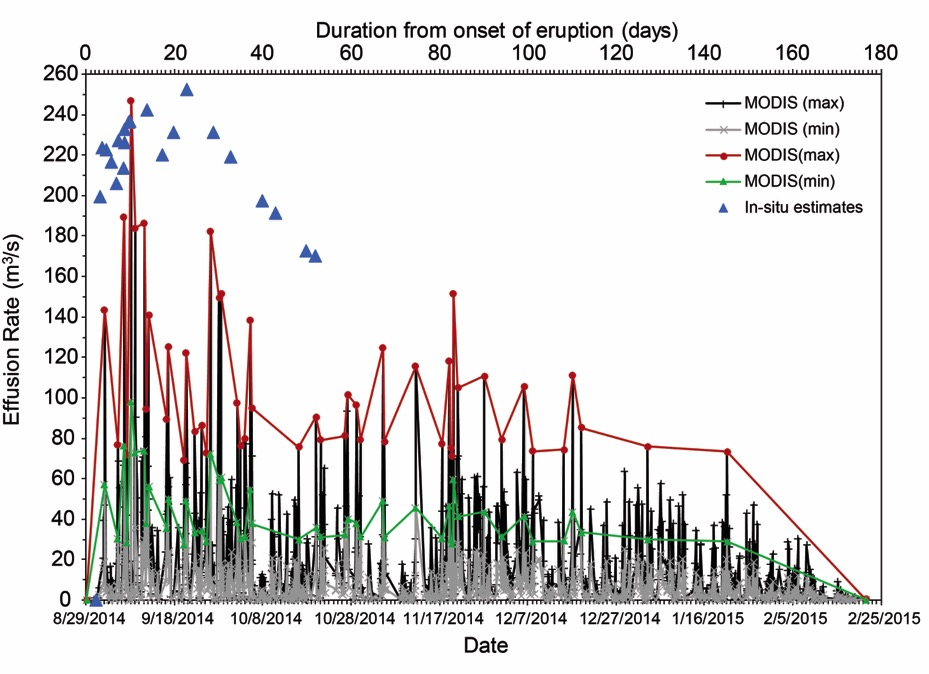 Duration from onset of eruption (days)
0 20 40 60 80 100 120 140 160 180
Effusion Rate (m³/s)
260
240
220
200
180
160
140
120
100
80
60
40
20
0
MODIS (max)
MODIS (min)
MODIS(max)
MODIS(min)
In-situ estimates
8/29/2014 9/18/2014 10/8/2014 10/28/2014 11/17/2014 12/7/2014 12/27/2014 1/16/2015 2/5/2015 2/25/2015
Date